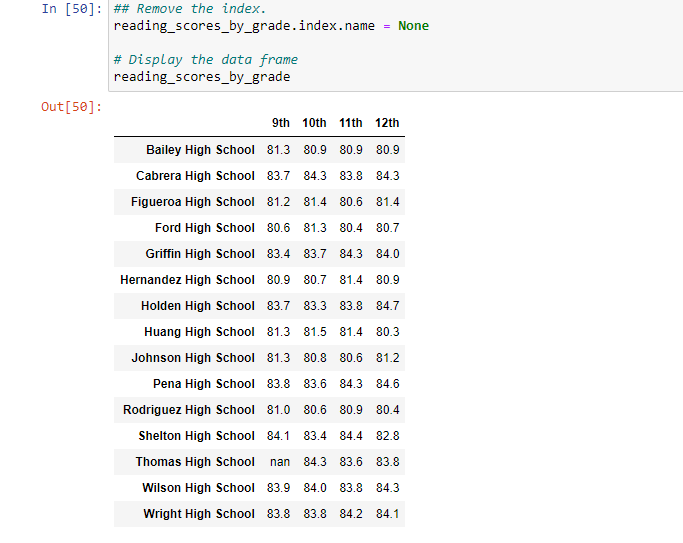 In [50]: ## Remove the index.
reading_scores_by_grade.index.name = None
# Display the data frame
reading_scores_by_grade
Out[50]:
9th 10th 11th 12th
Bailey High School 81.3 80.9 80.9 80.9
Cabrera High School 83.7 84.3 83.8 84.3
Figueroa High School 81.2 81.4 80.6 81.4
Ford High School 80.6 81.3 80.4 80.7
Griffin High School 83.4 83.7 84.3 84.0
Hernandez High School 80.9 80.7 81.4 80.9
Holden High School 83.7 83.3 83.8 84.7
Huang High School 81.3 81.5 81.4 80.3
Johnson High School 81.3 80.8 80.6 81.2
Pena High School 83.8 83.6 84.3 84.6
Rodriguez High School 81.0 80.6 80.9 80.4
Shelton High School 84.1 83.4 84.4 82.8
Thomas High School nan 84.3 83.6 83.8
Wilson High School 83.9 84.0 83.8 84.3
Wright High School 83.8 83.8 84.2 84.1